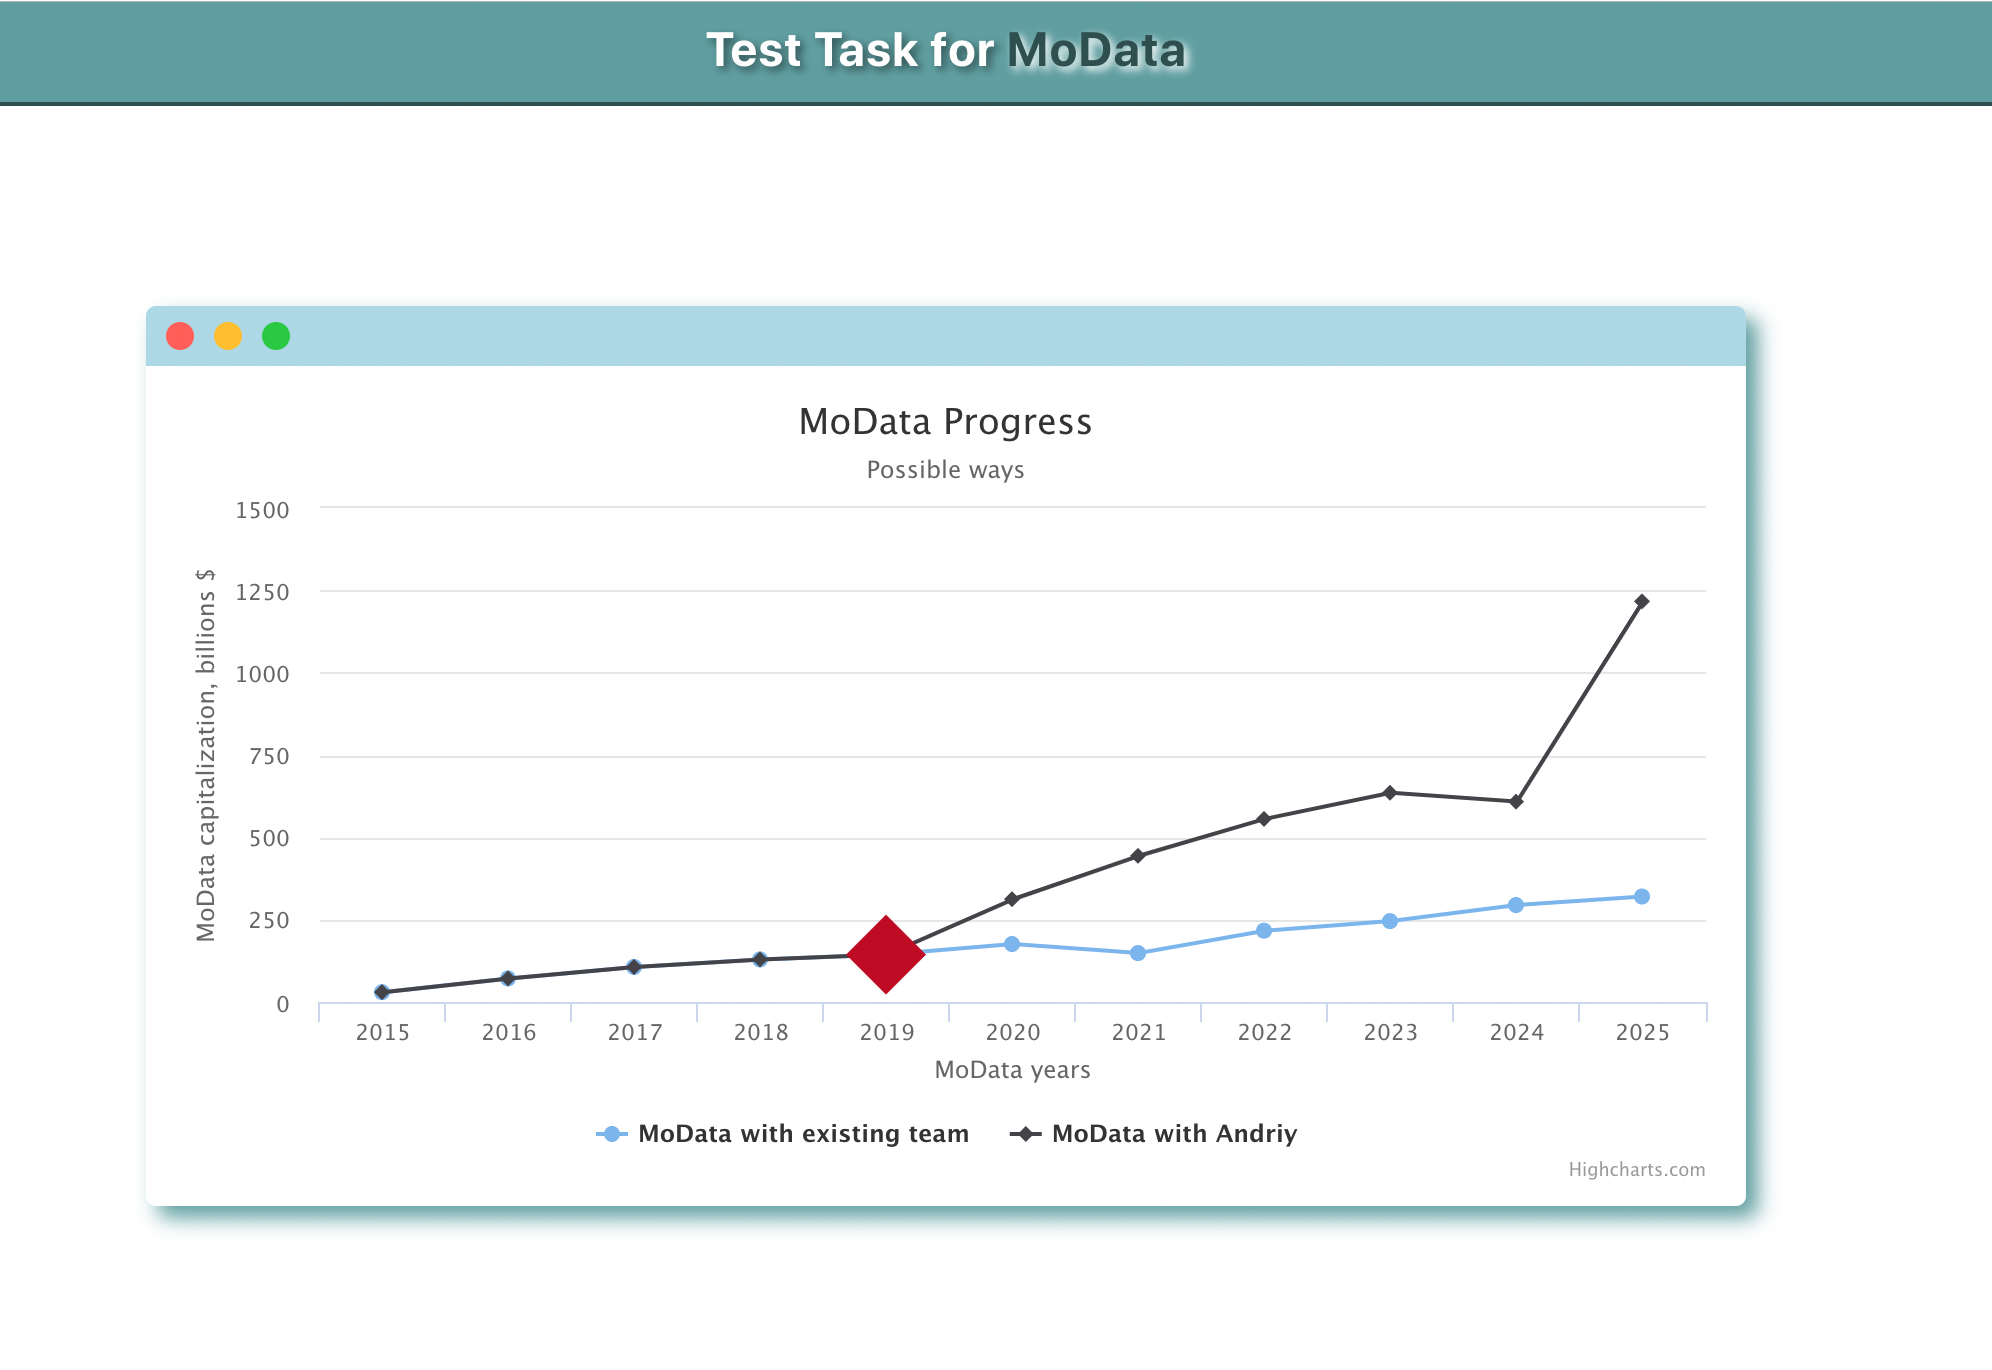 Test Task for MoData
MoData Progress
Possible ways
1500
1250
1000
750
500
250
0
MoData capitalization, billions $
2015 2016 2017 2018 2019 2020 2021 2022 2023 2024 2025
MoData years
MoData with existing team MoData with Andriy
Highcharts.com